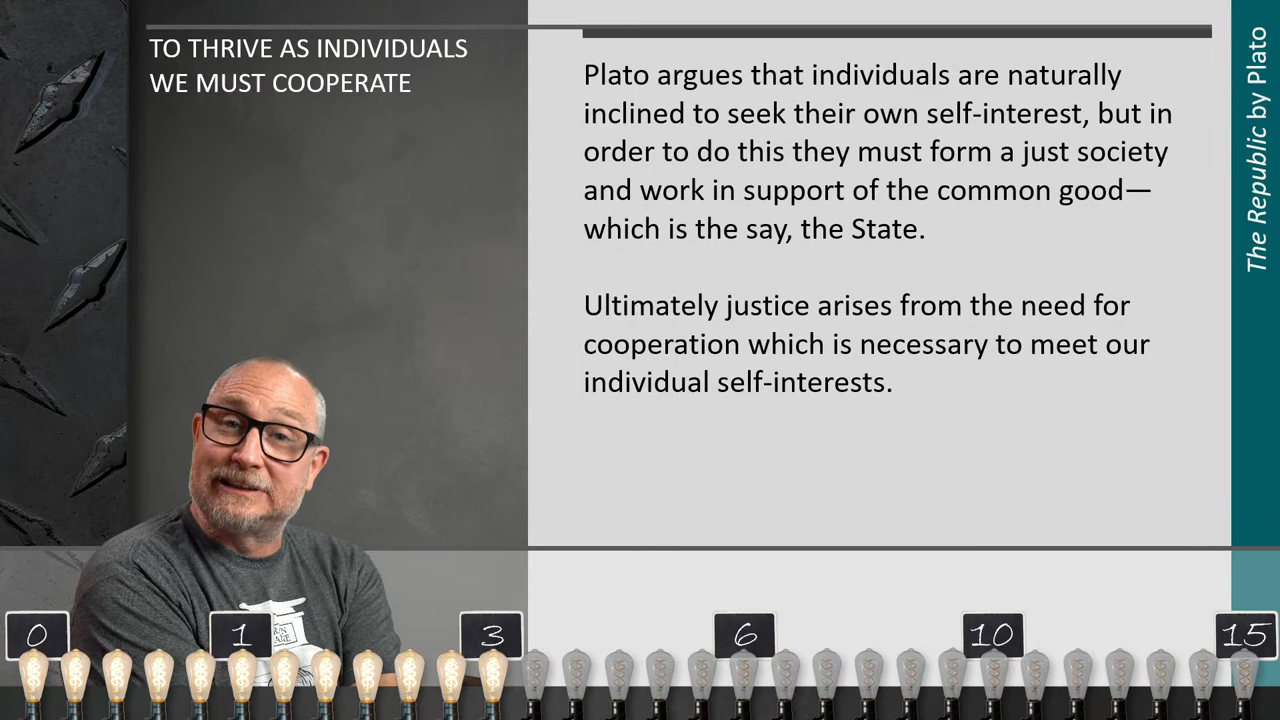 TO THRIVE AS INDIVIDUALS
WE MUST COOPERATE
Plato argues that individuals are naturally
inclined to seek their own self-interest, but in
order to do this they must form a just society
and work in support of the common good—
which is the say, the State.
Ultimately justice arises from the need for
cooperation which is necessary to meet our
individual self-interests.
The Republic by Plato
0
1
3
6
10
15